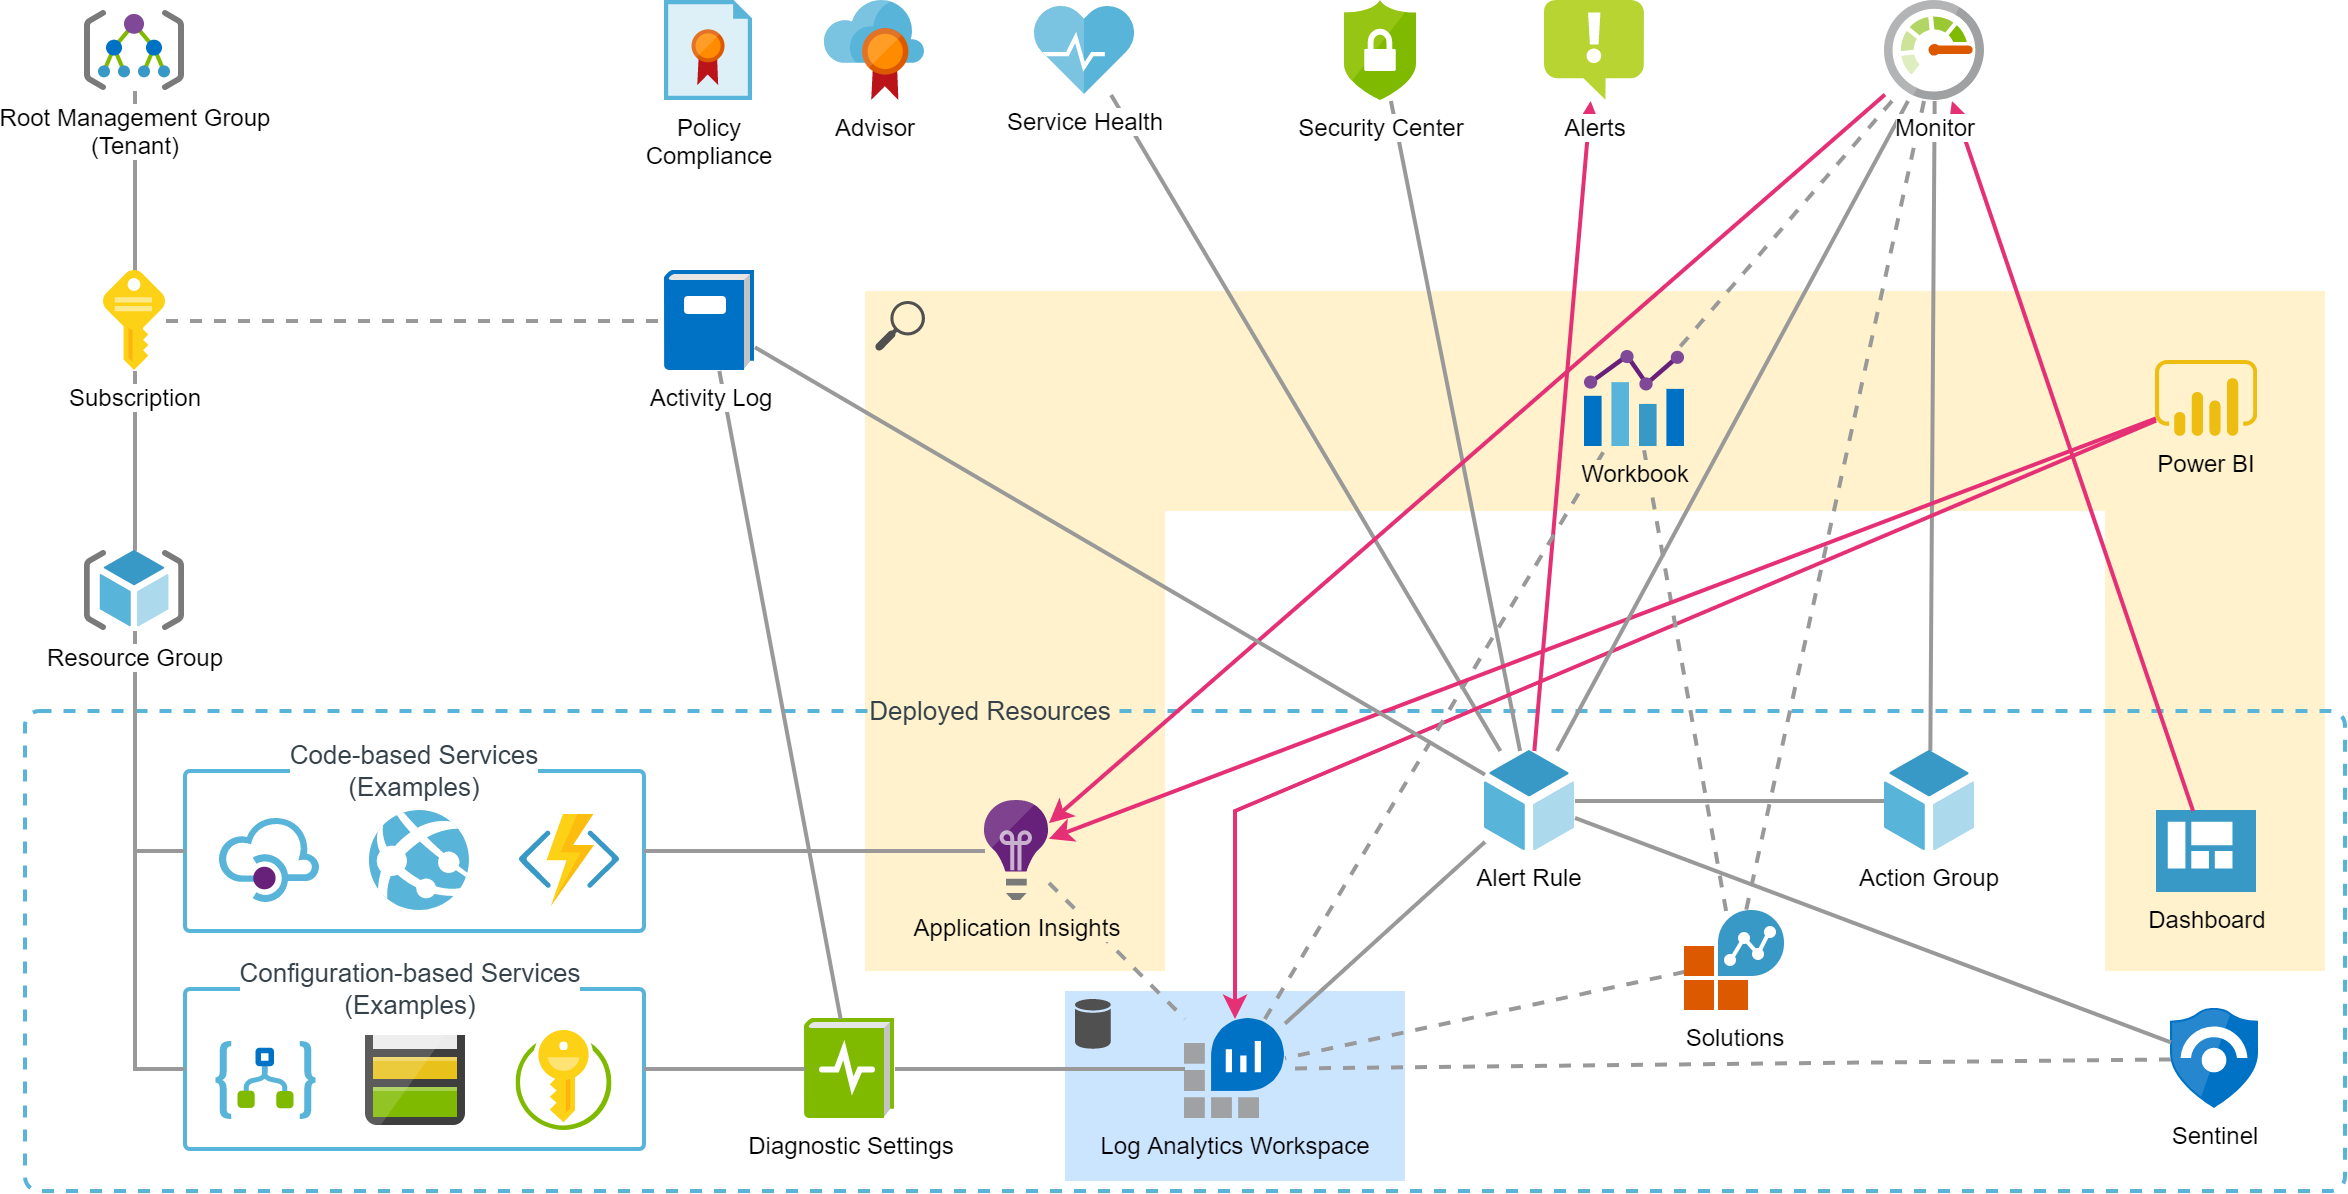 Root Management Group
(Tenant)
Policy
Compliance
Advisor
Service Health
Security Center
Alerts
Monitor
Subscription
Activity Log
Workbook
Power BI
Resource Group
Deployed Resources
Code-based Services
(Examples)
Application Insights
Alert Rule
Action Group
Dashboard
Configuration-based Services
(Examples)
Solutions
Diagnostic Settings
Log Analytics Workspace
Sentinel